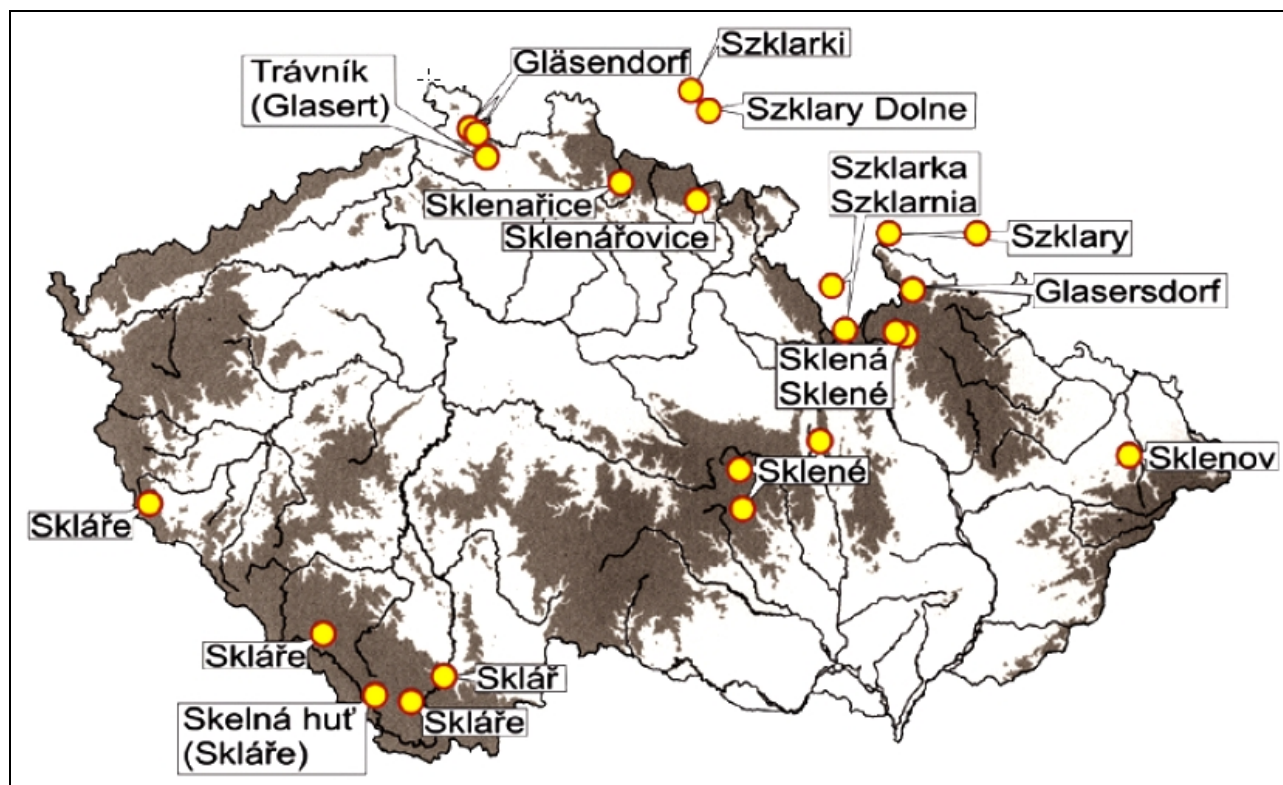 Szklarki
Gläsendorf
Trávník
(Glasert)
Szklary Dolne
Szklarka
Szklarnia
Sklenařice
Sklenářovice
Szklary
Glasersdorf
Sklená
Sklené
Sklené
Sklenov
Skláře
Skláře
Sklář
Skláře
Skelná huť
(Skláře)